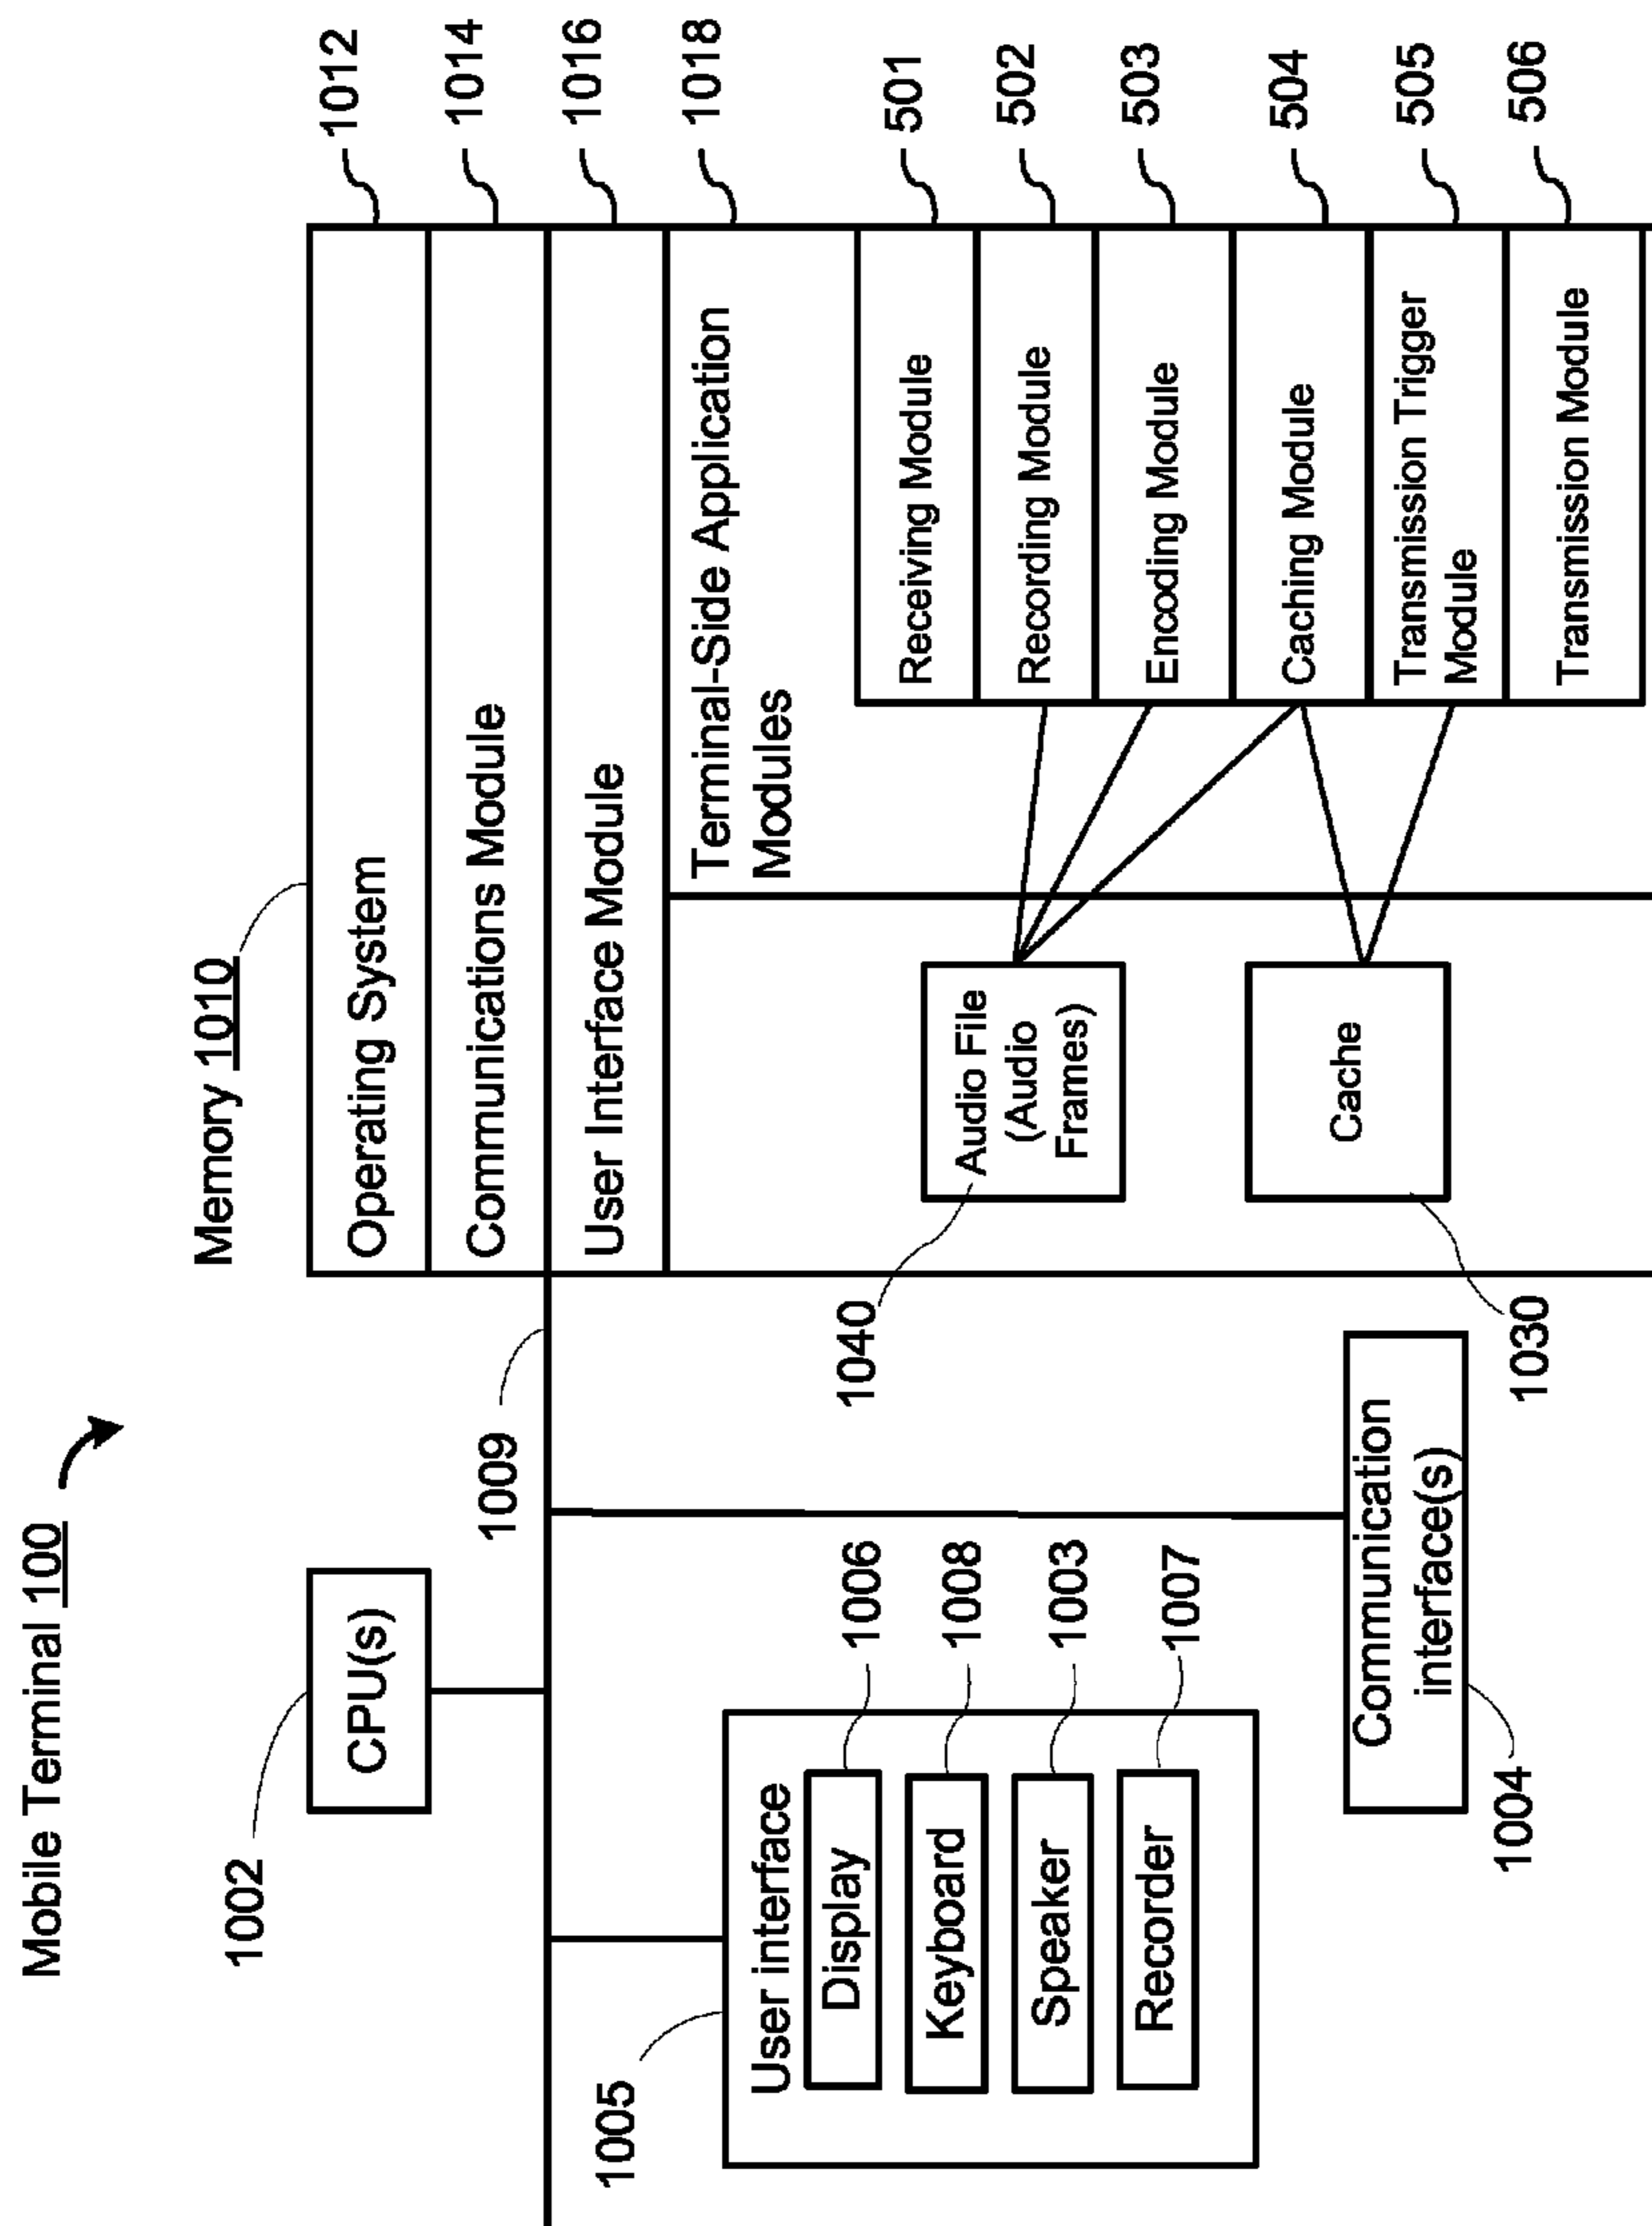 Mobile Terminal 100
1002
CPU(s)
1009
1005
User interface
Display
1006
Keyboard
1008
Speaker
1003
Recorder
1007
Communication
interface(s)
1004
Memory 1010
Operating System
1012
Communications Module
1014
User Interface Module
1016
Terminal-Side Application
Modules
1018
Receiving Module
501
Recording Module
502
Encoding Module
503
Caching Module
504
Transmission Trigger
Module
505
Transmission Module
506
Audio File
(Audio
Frames)
1040
Cache
1030